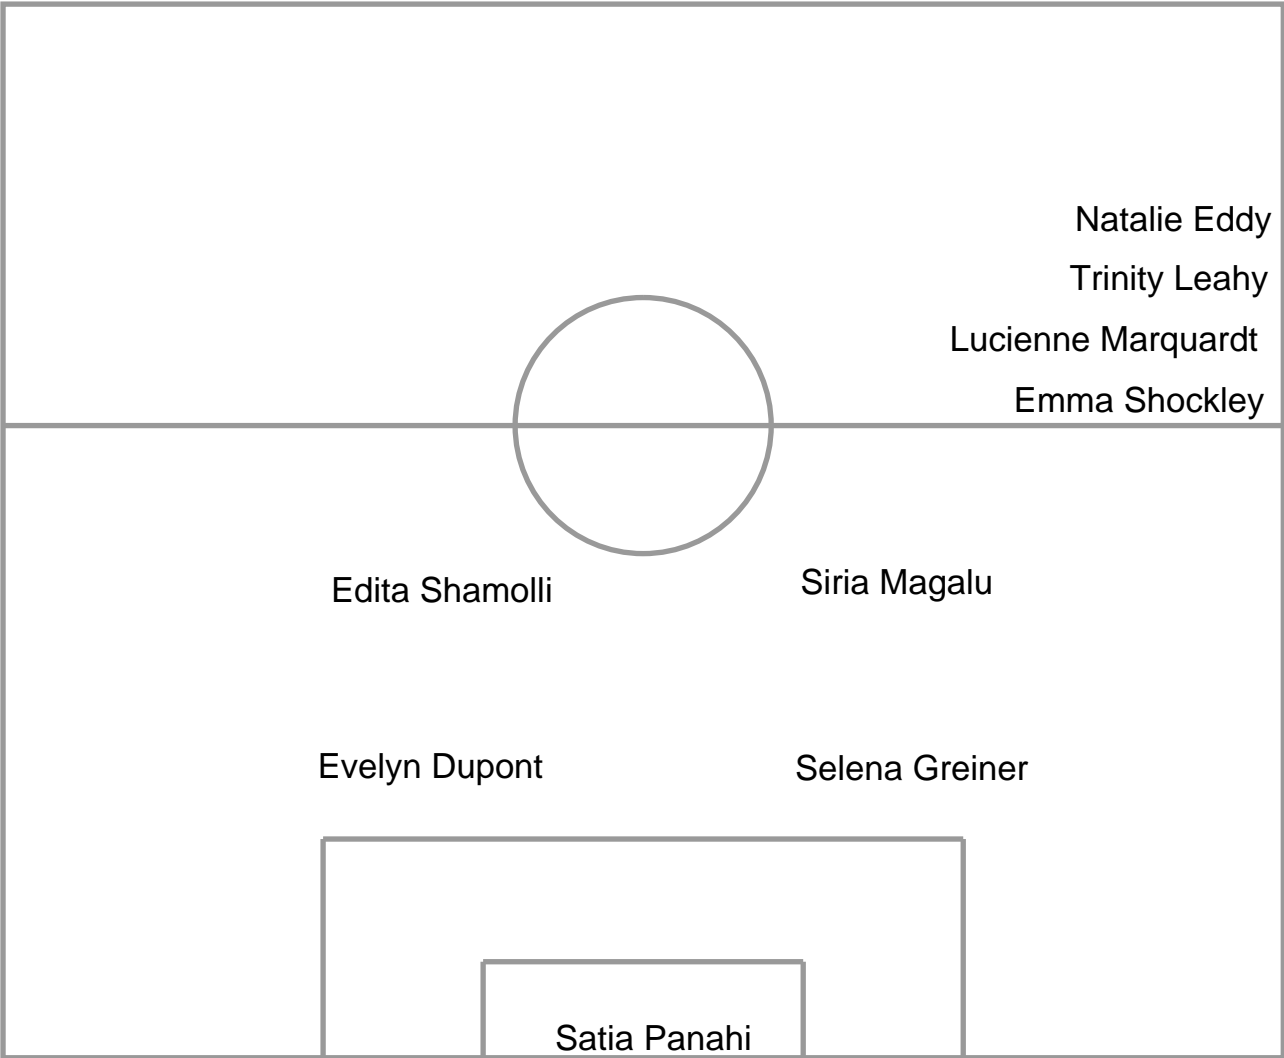 Natalie Eddy
Trinity Leahy
Lucienne Marquardt
Emma Shockley
Edita Shamolli
Siria Magalu
Evelyn Dupont
Selena Greiner
Satia Panahi